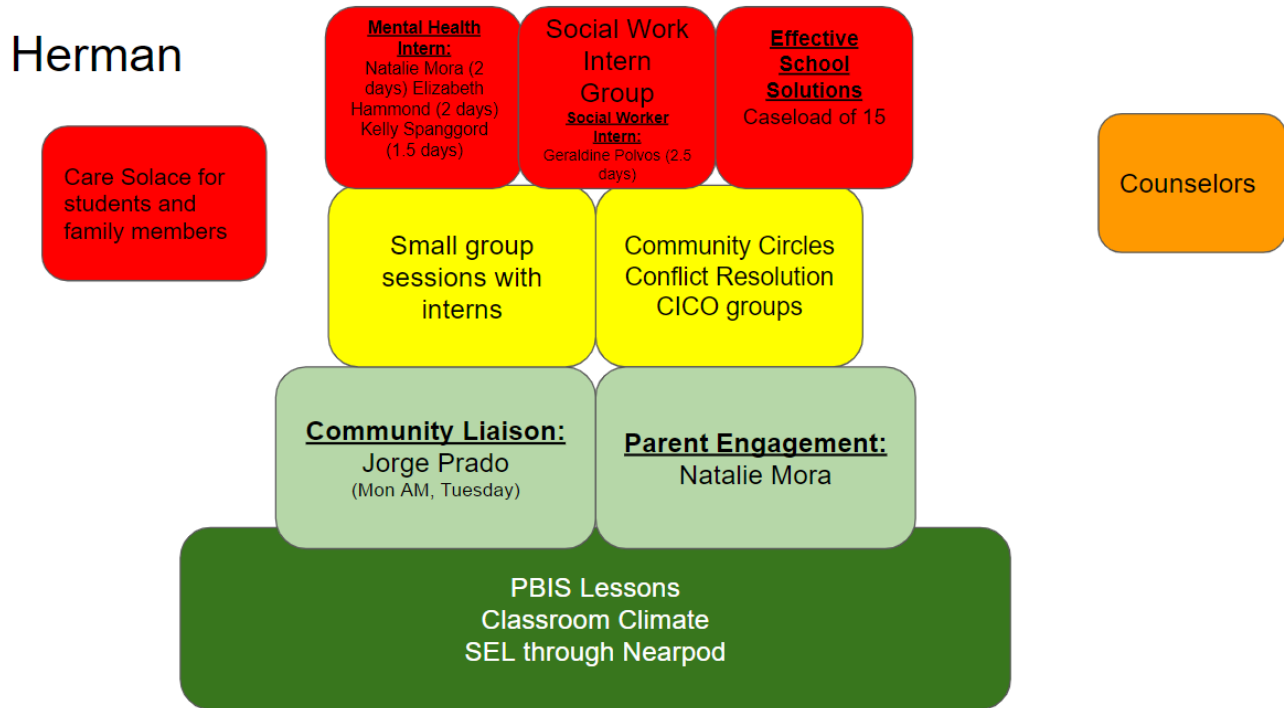 Herman
Mental Health
Intern:
Natalie Mora (2
days) Elizabeth
Hammond (2 days)
Kelly Spanggord
(1.5 days)
Social Work
Intern
Group
Social Worker
Intern:
Geraldine Polvos (2.5
days)
Effective
School
Solutions
Caseload of 15
Care Solace for
students and
family members
Counselors
Small group
sessions with
interns
Community Circles
Conflict Resolution
CICO groups
Community Liaison:
Jorge Prado
(Mon AM, Tuesday)
Parent Engagement:
Natalie Mora
PBIS Lessons
Classroom Climate
SEL through Nearpod